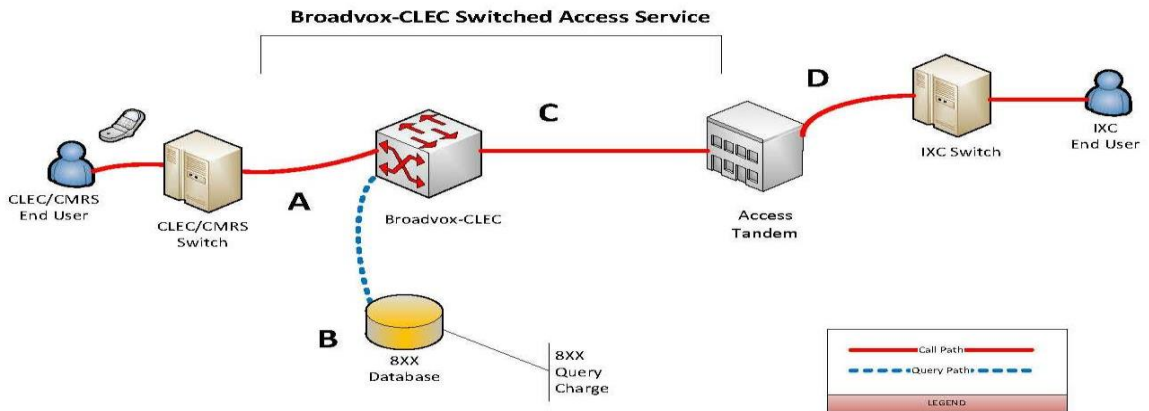 Broadvox-CLEC Switched Access Service
D
C
IXC Switch
IXC
End User
CLEC/CMRS
End User
A
CLEC/CMRS
Switch
Broadvox-CLEC
Access
Tandem
B
8XX
Database
8XX
Query
Charge
Call Path
Query Path
LEGEND